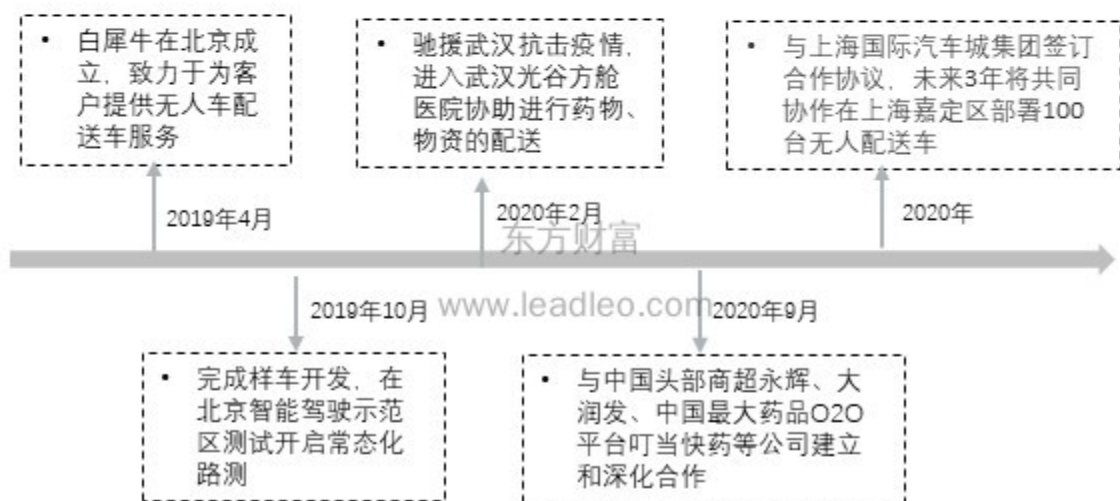 • 白犀牛在北京成
立，致力于为客
户提供无人车配
送车服务
• 驰援武汉抗击疫情，
进入武汉光谷方舱
医院协助进行药物、
物资的配送
• 与上海国际汽车城集团签订
合作协议，未来3年将共同
协作在上海嘉定区部署100
台无人配送车
2019年4月
2020年2月
2020年
东方财富
2019年10月
www.leadleo.com
2020年9月
• 完成样车开发，在
北京智能驾驶示范
区测试开启常态化
路测
• 与中国头部商超永辉、大
润发、中国最大药品O2O
平台叮当快药等公司建立
和深化合作